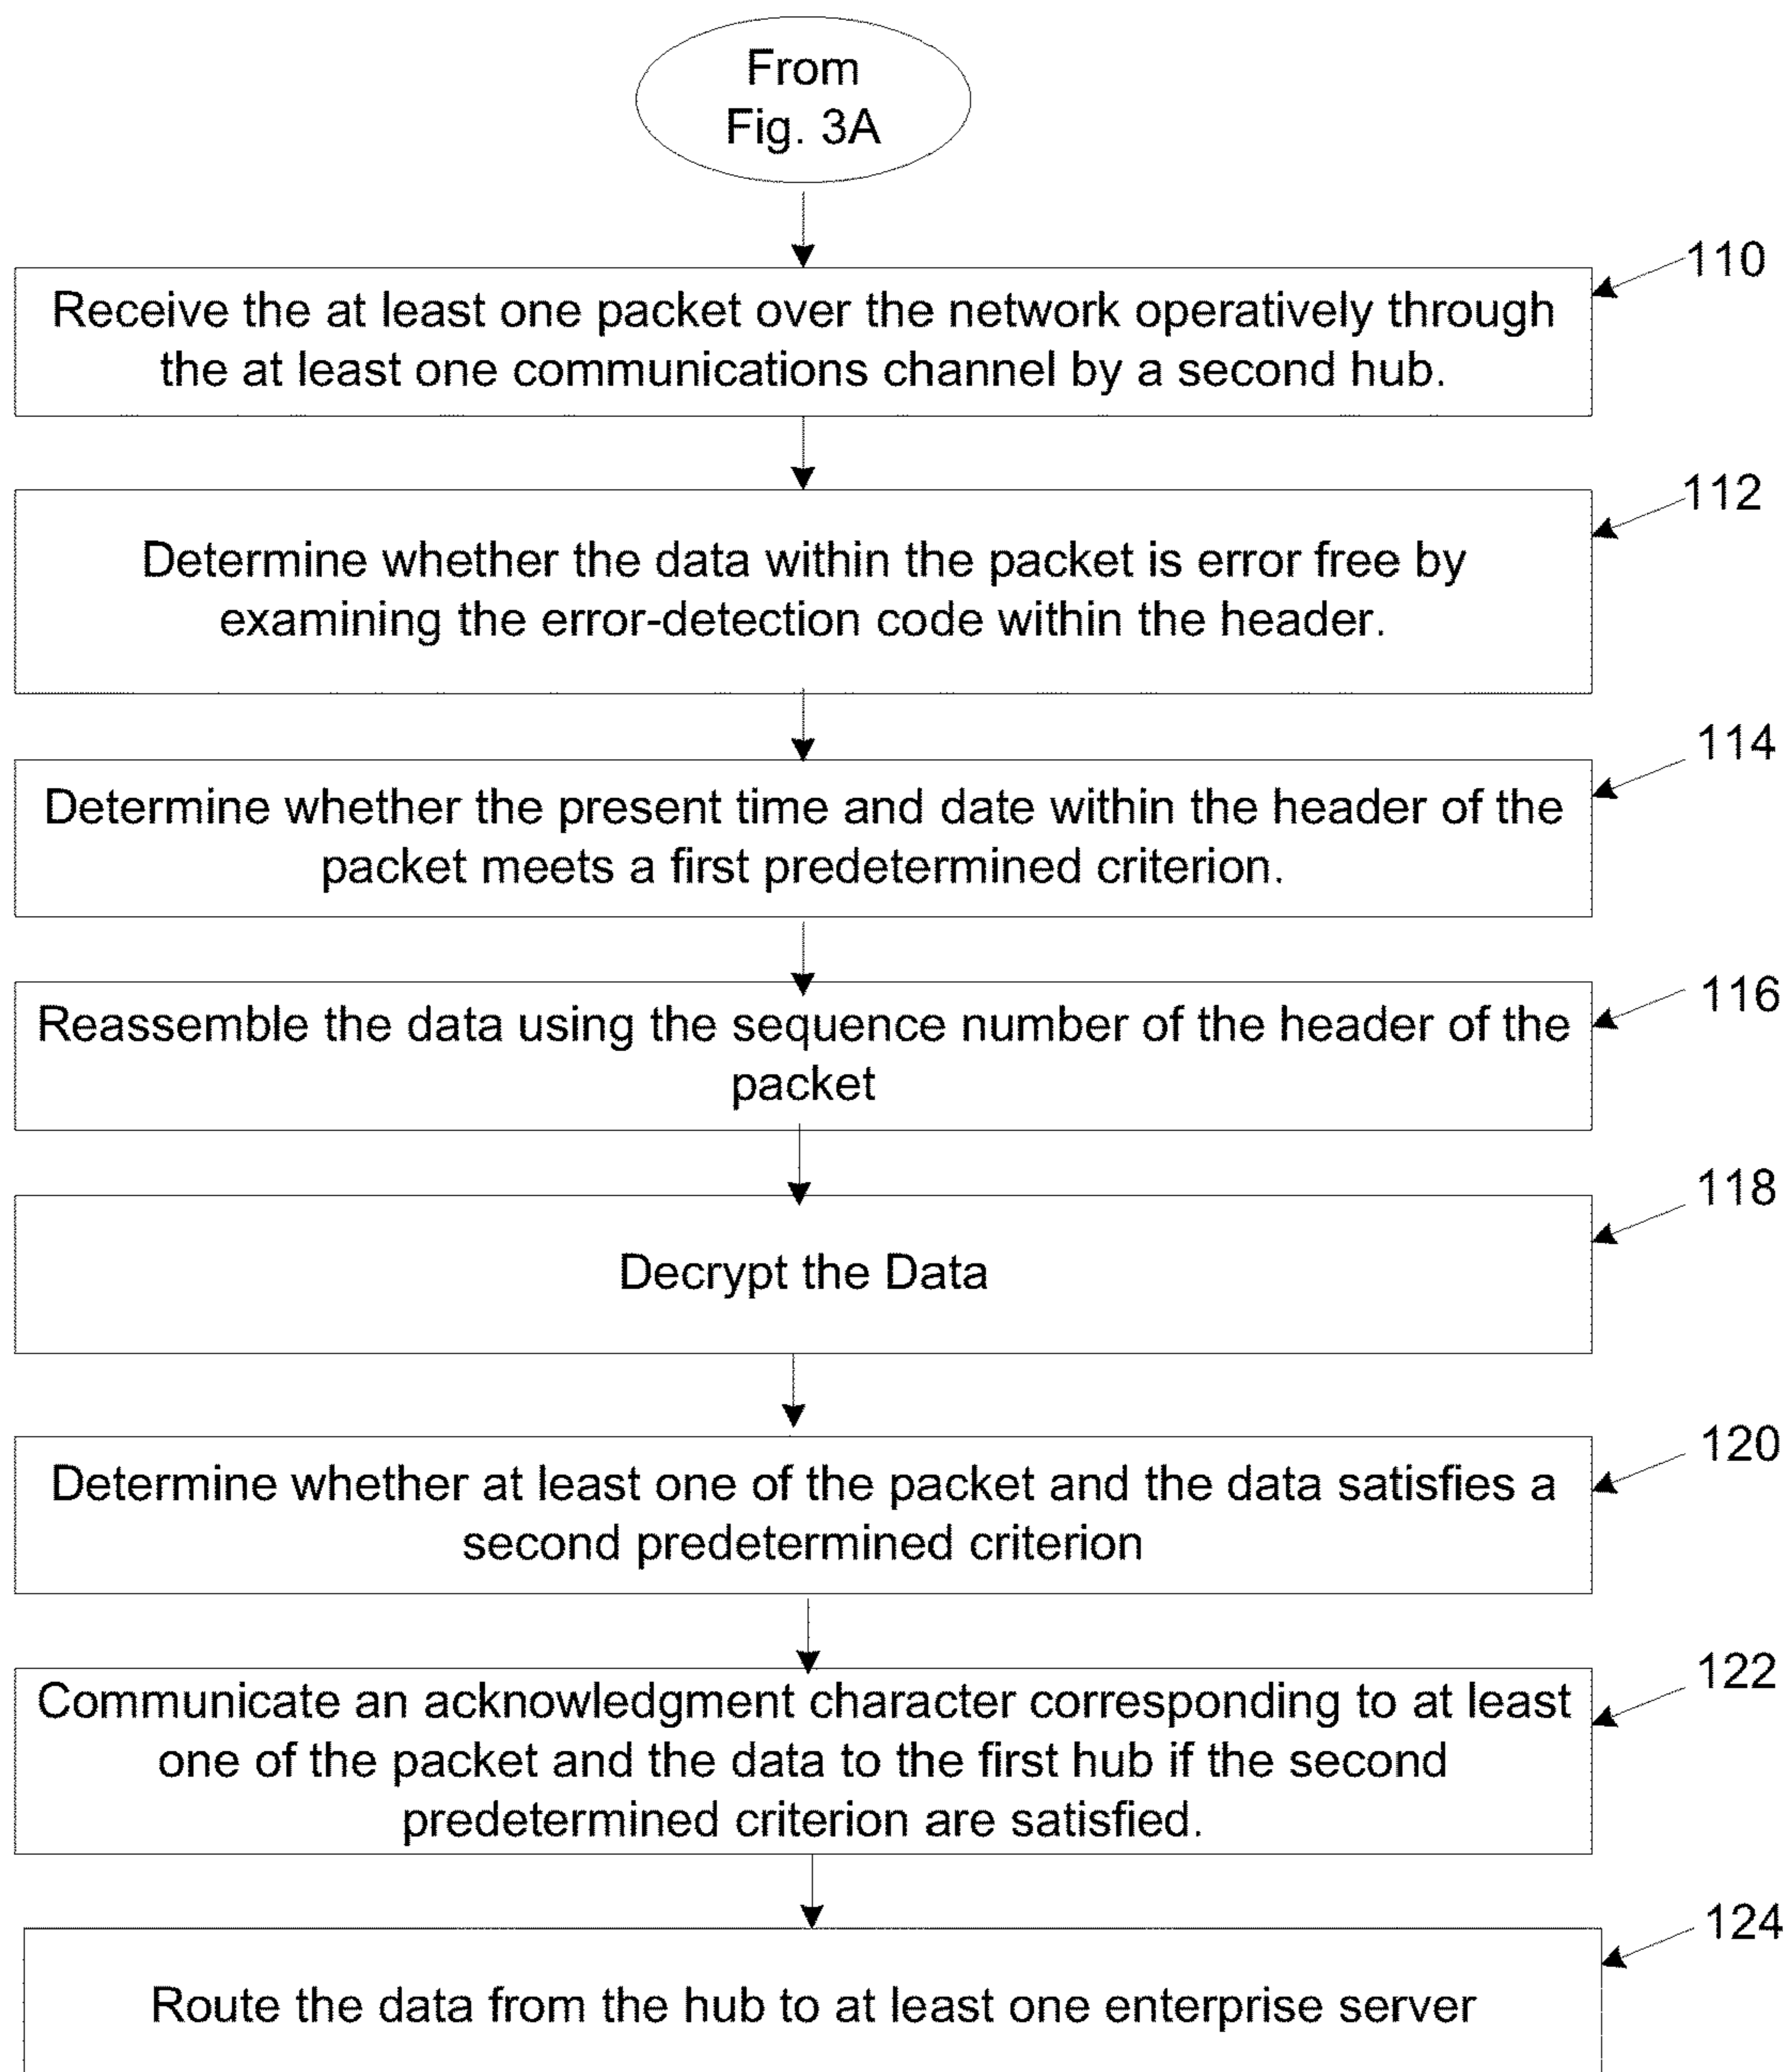 From
Fig. 3A
110
Receive the at least one packet over the network operatively through
the at least one communications channel by a second hub.
112
Determine whether the data within the packet is error free by
examining the error-detection code within the header.
114
Determine whether the present time and date within the header of the
packet meets a first predetermined criterion.
116
Reassemble the data using the sequence number of the header of the
packet
118
Decrypt the Data
120
Determine whether at least one of the packet and the data satisfies a
second predetermined criterion
122
Communicate an acknowledgment character corresponding to at least
one of the packet and the data to the first hub if the second
predetermined criterion are satisfied.
124
Route the data from the hub to at least one enterprise server